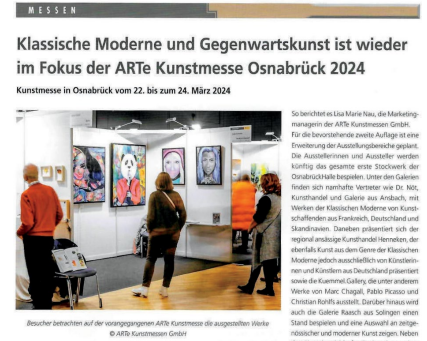 MESSEN
Klassische Moderne und Gegenwartskunst ist wieder
im Fokus der ARTe Kunstmesse Osnabrück 2024
Kunstmesse in Osnabrück vom 22. bis zum 24. März 2024
Besucher betrachten auf der vorangegangenen ARTe Kunstmesse die ausgestellten Werke
© ARTe Kunstmessen GmbH
So berichtet es Lisa Marie Nau, die Marketing-
managerin der ARTe Kunstmessen GmbH.
Für die bevorstehende zweite Auflage ist eine
Erweiterung der Ausstellungsbereiche geplant.
Die Ausstellerinnen und Aussteller werden
künftig das gesamte erste Stockwerk der
OsnabrückHalle bespielen. Unter den Galerien
finden sich namhafte Vertreter wie Dr. Nöt,
Kunsthandel und Galerie aus Ansbach, mit
Werken der Klassischen Moderne von Kunst-
schaffenden aus Frankreich, Deutschland und
Skandinavien. Daneben präsentiert sich der
regional ansässige Kunsthandel Henneken, der
ebenfalls Kunst aus dem Genre der Klassischen
Moderne jedoch ausschließlich von Künstlerin-
nen und Künstlern aus Deutschland präsentiert
sowie die Kuemmel.Gallery, die unter anderem
Werke von Marc Chagall, Pablo Picasso und
Christian Rohlfs ausstellt. Darüber hinaus wird
auch die Galerie Raasch aus Solingen einen
Stand bespielen und eine Auswahl an zeitge-
nössischer und moderner Kunst zeigen. Neben